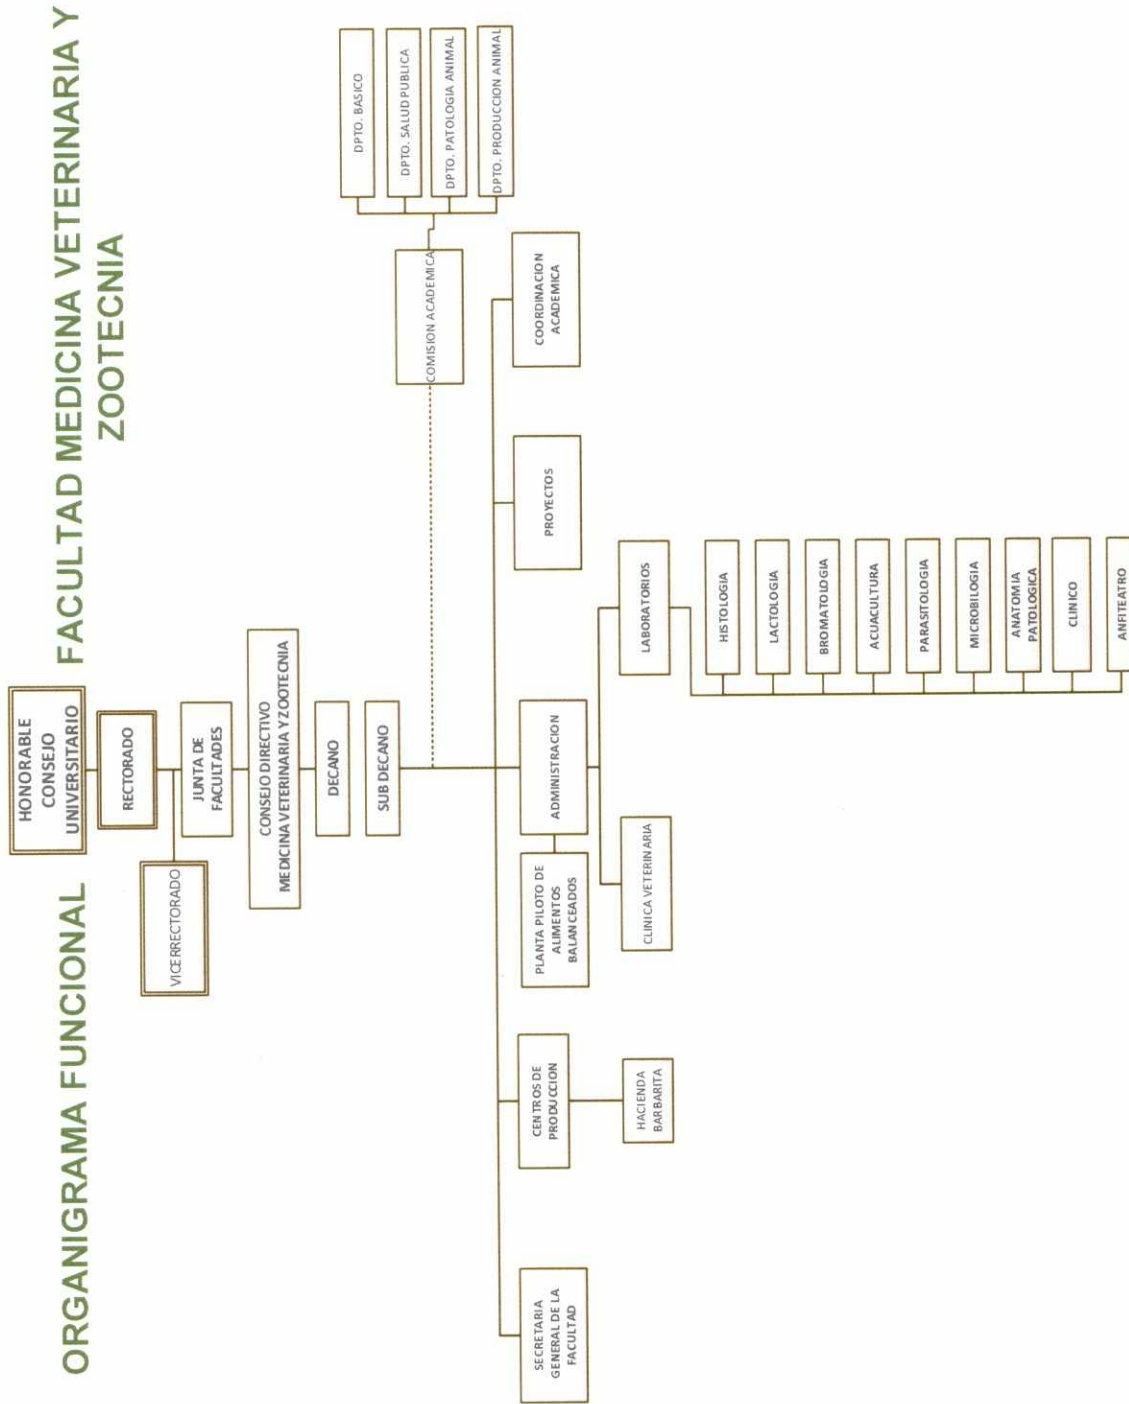 ORGANIGRAMA FUNCIONAL
FACULTAD MEDICINA VETERINARIA Y
ZOOTECNIA
HONORABLE
CONSEJO
UNIVERSITARIO
RECTORADO
VICERRECTORADO
JUNTA DE
FACULTADES
CONSEJO DIRECTIVO
MEDICINA VETERINARIA Y ZOOTECNIA
DECANO
SUB DECANO
COMISION ACADEMICA
DPTO. BASICO
DPTO. SALUD PUBLICA
DPTO. PATOLOGIA ANIMAL
DPTO. PRODUCCION ANIMAL
SECRETARIA
GENERAL DE LA
FACULTAD
CENTROS DE
PRODUCCION
PLANTA PILOTO DE
ALIMENTOS
BALANCEADOS
ADMINISTRACION
PROYECTOS
COORDINACION
ACADEMICA
HACIENDA
BARBARITA
CLINICA VETERINARIA
LABORATORIOS
HISTOLOGIA
LACTOLOGIA
BROMATOLOGIA
ACUACULTURA
PARASITOLOGIA
MICROBILOGIA
ANATOMIA
PATOLOGICA
CLINICO
ANFITEATRO